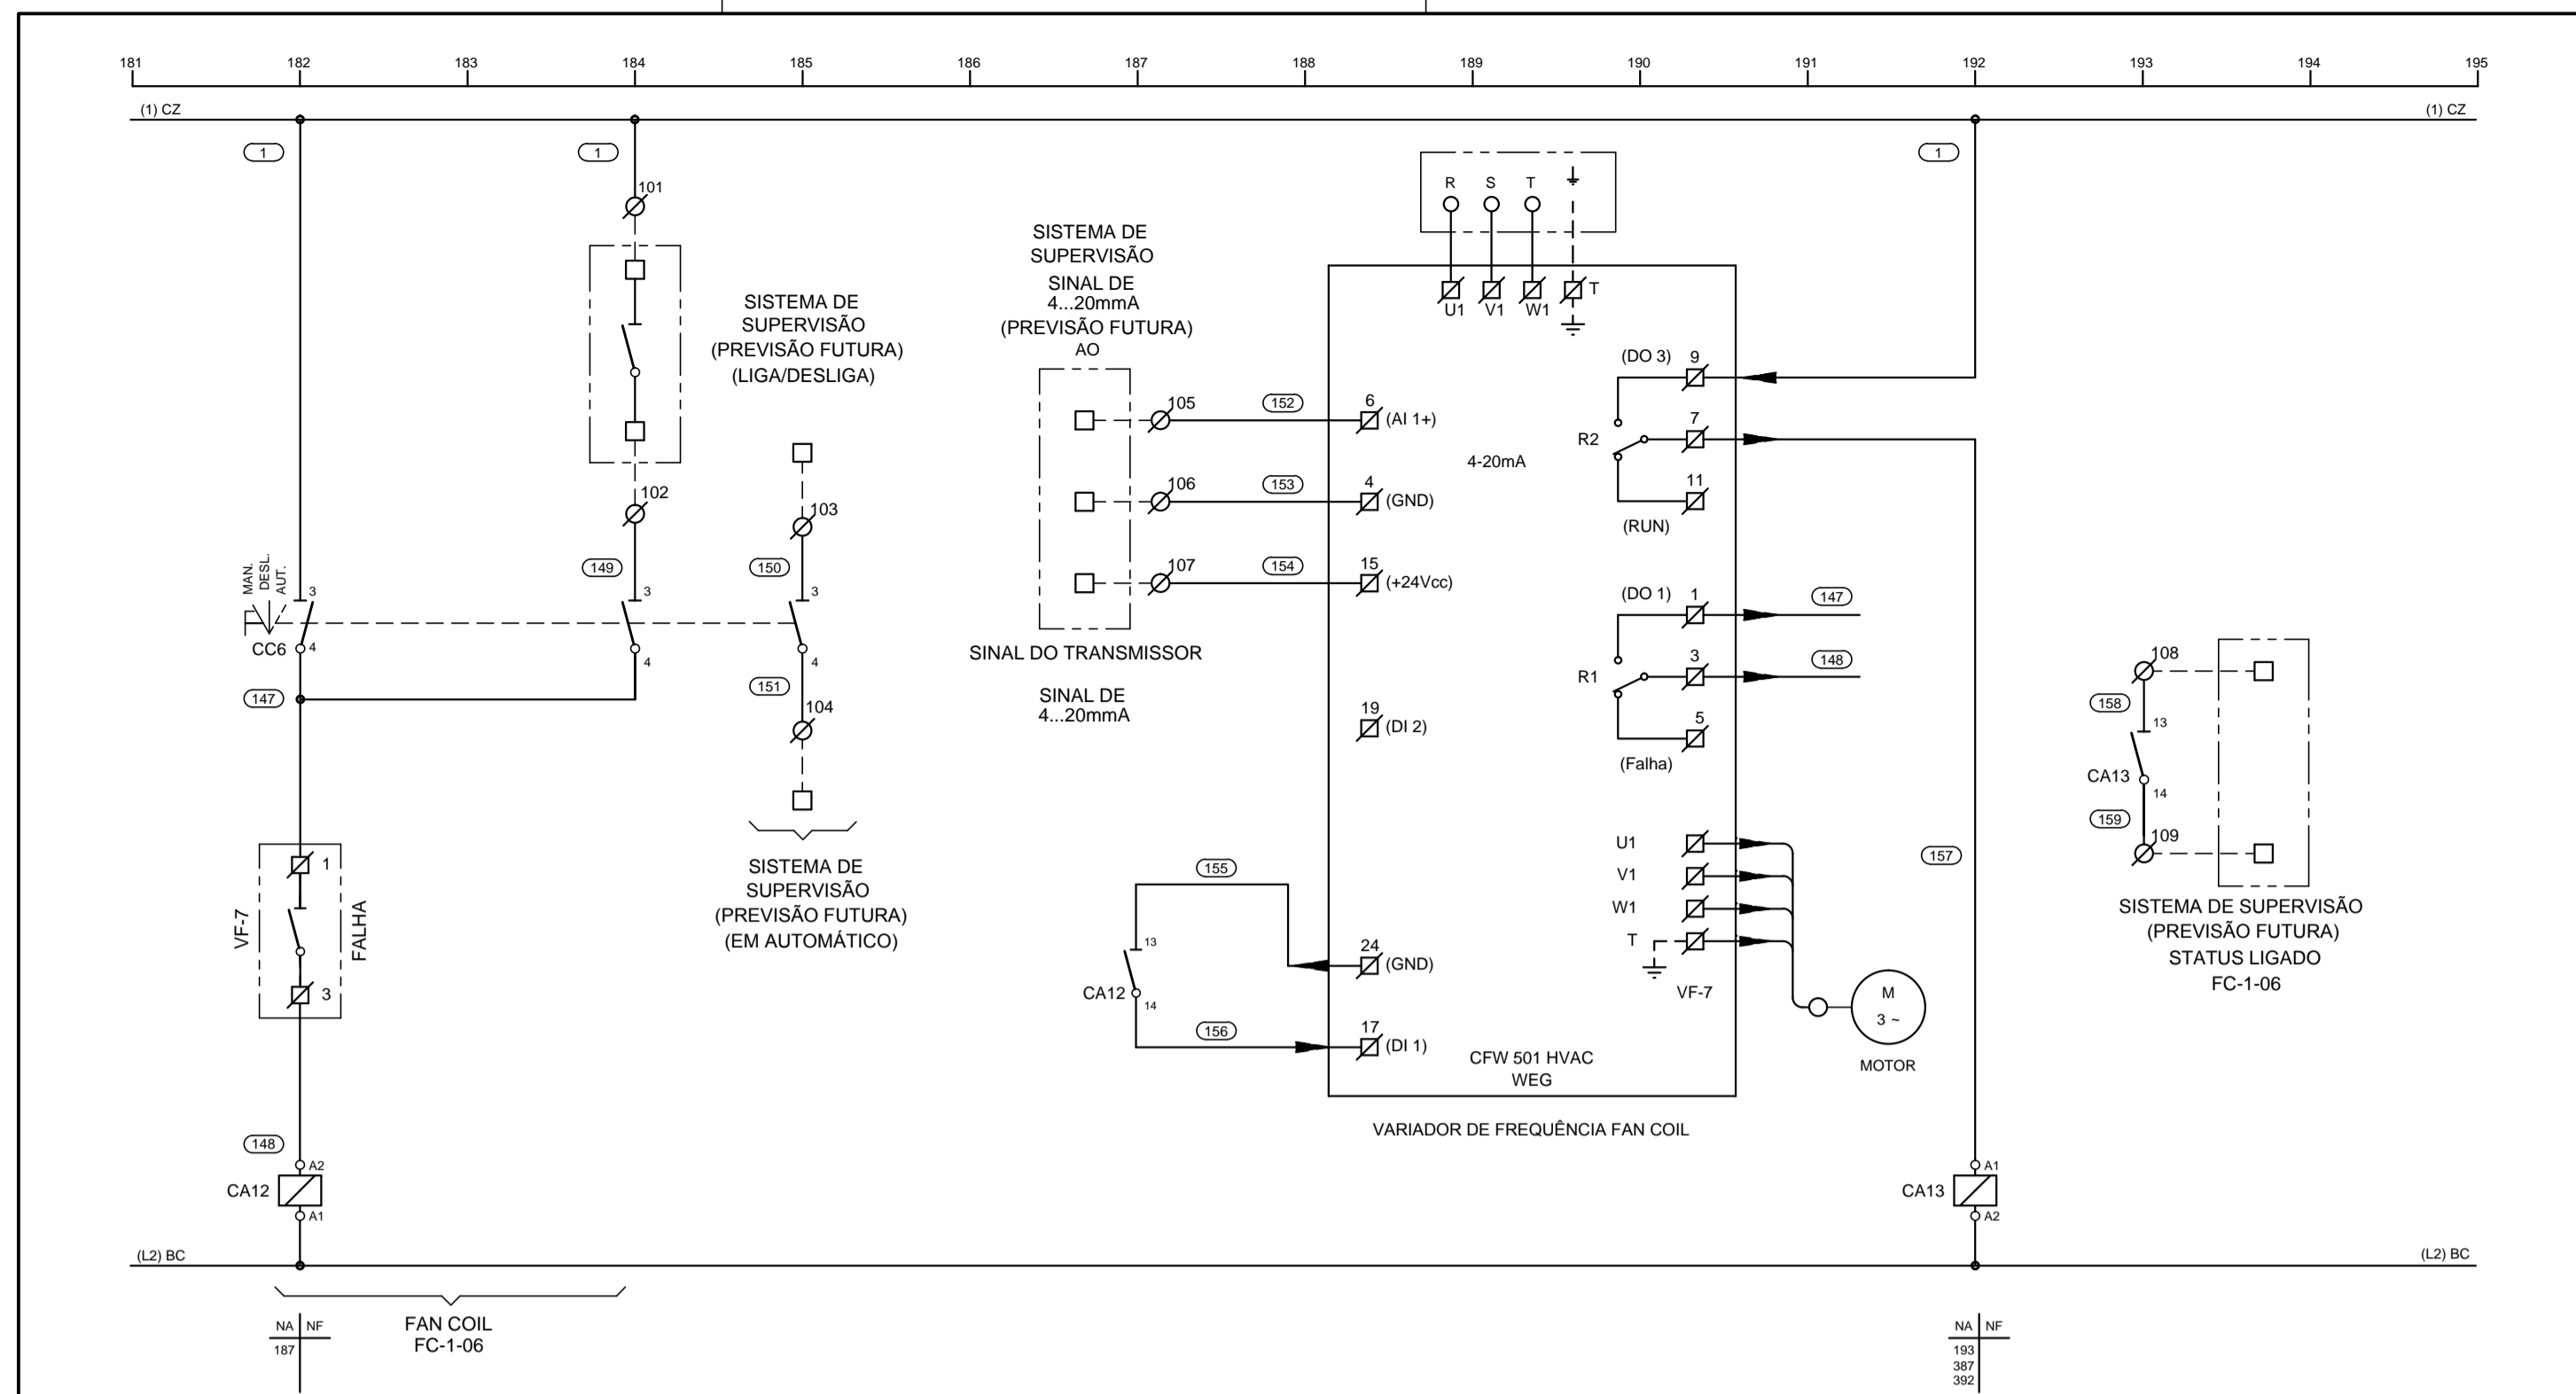 181 182 183 184 185 186 187 188 189 190 191 192 193 194 195
(1) CZ
(1) CZ
1
1
1
101
SISTEMA DE
SUPERVISÃO
(PREVISÃO FUTURA)
(LIGA/DESLIGA)
102
149
103
150
MAN.
DESL.
AUT.
3
3
3
CC6
4
4
4
147
151
104
SISTEMA DE
SUPERVISÃO
(PREVISÃO FUTURA)
(EM AUTOMÁTICO)
VF-7
1
3
FALHA
148
A2
CA12
A1
SISTEMA DE
SUPERVISÃO
SINAL DE
4...20mmA
(PREVISÃO FUTURA)
AO
105
152
106
153
107
154
SINAL DO TRANSMISSOR
SINAL DE
4...20mmA
155
13
CA12
14
156
R S T
U1 V1 W1 T
6
(AI 1+)
4
(GND)
15
(+24Vcc)
19
(DI 2)
24
(GND)
17
(DI 1)
4-20mA
(DO 3) 9
7
R2
11
(RUN)
(DO 1) 1
147
3
148
R1
5
(Falha)
U1
V1
W1
T
VF-7
CFW 501 HVAC
WEG
VARIADOR DE FREQUÊNCIA FAN COIL
M
3 ~
MOTOR
157
A1
CA13
A2
108
158
13
CA13
14
159
109
SISTEMA DE SUPERVISÃO
(PREVISÃO FUTURA)
STATUS LIGADO
FC-1-06
(L2) BC
(L2) BC
FAN COIL
FC-1-06
NA NF
187
NA NF
193
387
392